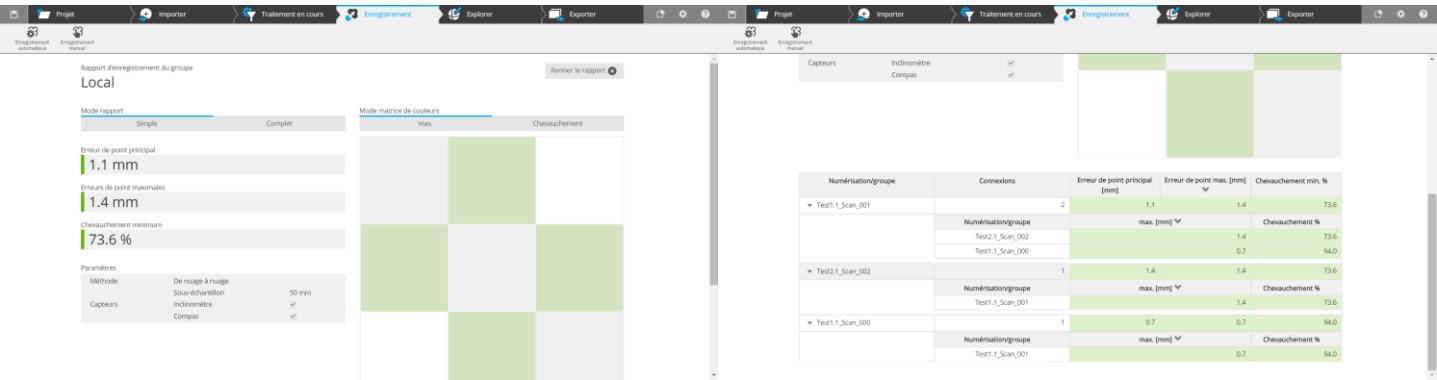 Projet Importer Traitement en cours Enregistrement Explorer Exporter
Enregistrement automatique
Enregistrement manuel
Rapport d'enregistrement du groupe
Local
Fermer le rapport
Mode rapport
Simple Complet
Mode matrice de couleurs
max. Chevauchement
Erreur de point principal
1.1 mm
Erreurs de point maximales
1.4 mm
Chevauchement minimum
73.6 %
Paramètres
Méthode De nuage à nuage
Sous-échantillon 50 mm
Capteurs Inclinomètre
Compas
Projet Importer Traitement en cours Enregistrement Explorer Exporter
Enregistrement automatique
Enregistrement manuel
Capteurs Inclinomètre
Compas
Numérisation/groupe Connexions Erreur de point principal [mm] Erreur de point max. [mm] Chevauchement min. %
Test1.1_Scan_001 2 1.1 1.4 73.6
Numérisation/groupe max. [mm] Chevauchement %
Test2.1_Scan_002 1.4 73.6
Test1.1_Scan_000 0.7 94.0
Test2.1_Scan_002 1 1.4 1.4 73.6
Numérisation/groupe max. [mm] Chevauchement %
Test1.1_Scan_001 1.4 73.6
Test1.1_Scan_000 1 0.7 0.7 94.0
Numérisation/groupe max. [mm] Chevauchement %
Test1.1_Scan_001 0.7 94.0